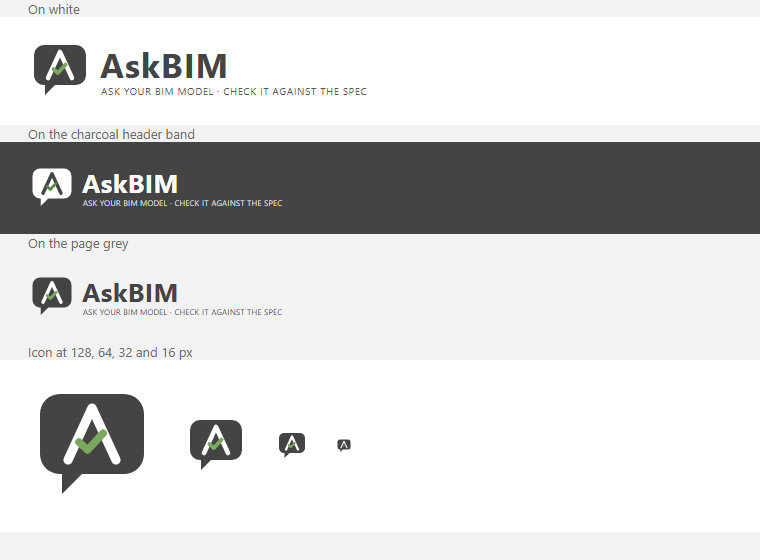 On white
AskBIM
ASK YOUR BIM MODEL · CHECK IT AGAINST THE SPEC
On the charcoal header band
AskBIM
ASK YOUR BIM MODEL · CHECK IT AGAINST THE SPEC
On the page grey
AskBIM
ASK YOUR BIM MODEL · CHECK IT AGAINST THE SPEC
Icon at 128, 64, 32 and 16 px